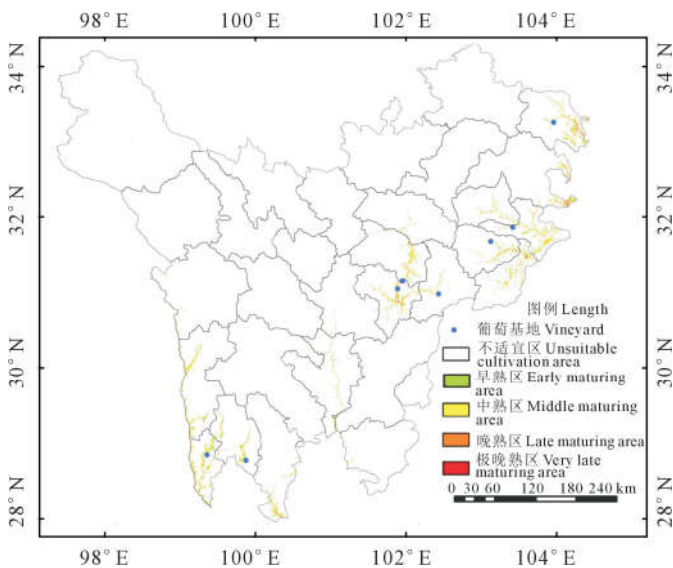 98° E 100° E 102° E 104° E
34° N 34° N
32° N 32° N
30° N 30° N
28° N 28° N
图例 Length
葡萄基地 Vineyard
不适宜区 Unsuitable
cultivation area
早熟区 Early maturing
area
中熟区 Middle maturing
area
晚熟区 Late maturing area
极晚熟区 Very late
maturing area
0 30 60 120 180 240 km
98° E 100° E 102° E 104° E